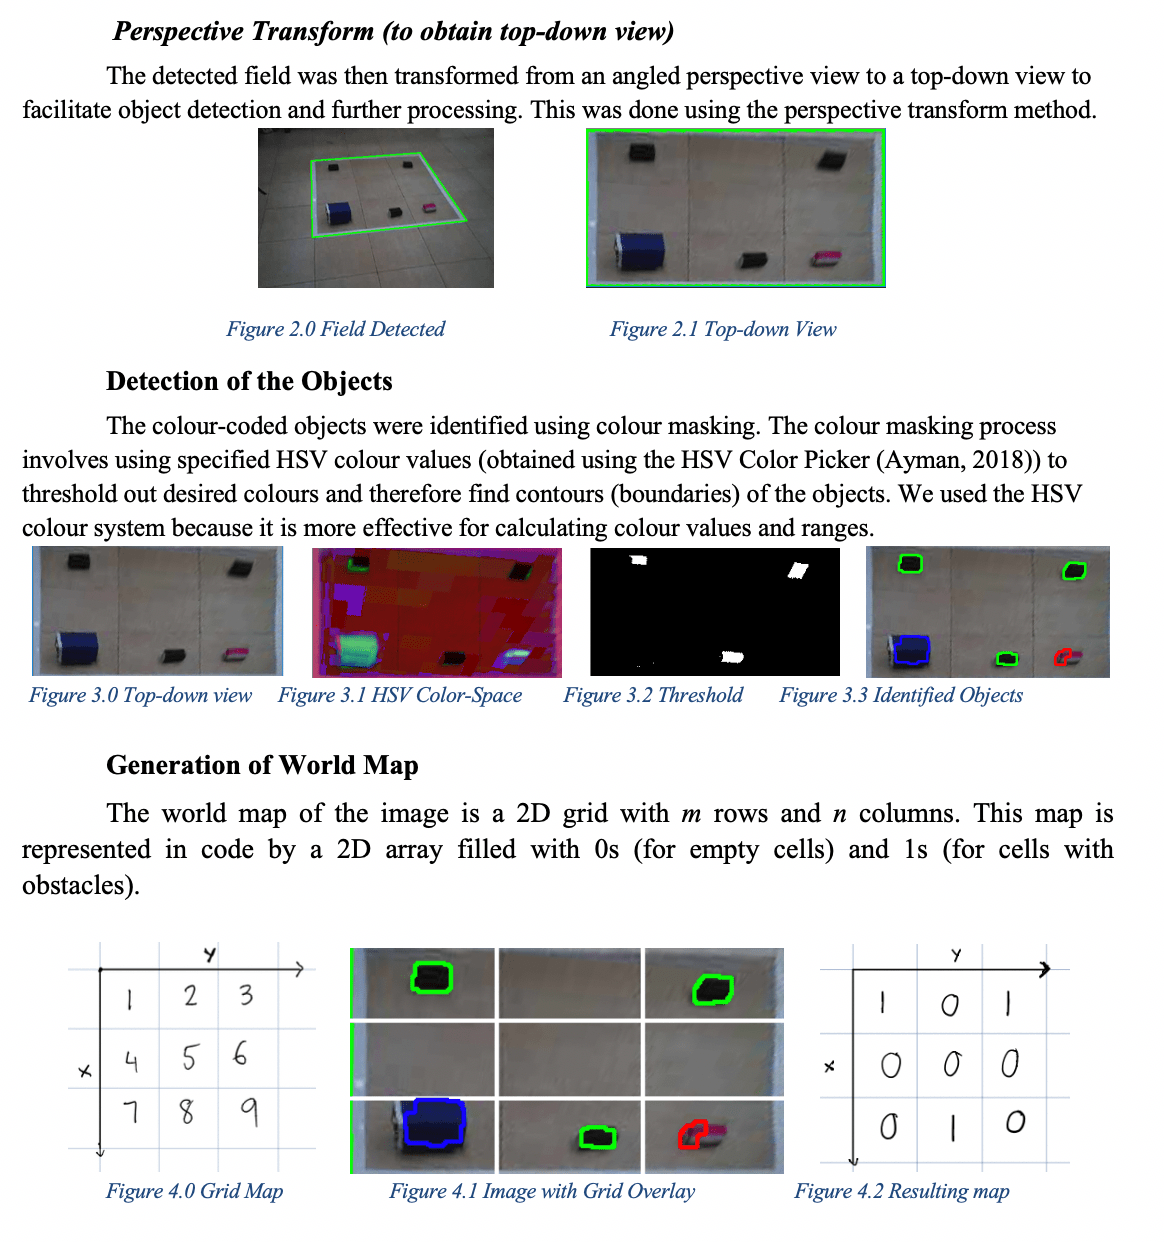 Perspective Transform (to obtain top-down view)
The detected field was then transformed from an angled perspective view to a top-down view to
facilitate object detection and further processing. This was done using the perspective transform method.
Figure 2.0 Field Detected
Figure 2.1 Top-down View
Detection of the Objects
The colour-coded objects were identified using colour masking. The colour masking process
involves using specified HSV colour values (obtained using the HSV Color Picker (Ayman, 2018)) to
threshold out desired colours and therefore find contours (boundaries) of the objects. We used the HSV
colour system because it is more effective for calculating colour values and ranges.
Figure 3.0 Top-down view
Figure 3.1 HSV Color-Space
Figure 3.2 Threshold
Figure 3.3 Identified Objects
Generation of World Map
The world map of the image is a 2D grid with m rows and n columns. This map is
represented in code by a 2D array filled with 0s (for empty cells) and 1s (for cells with
obstacles).
Y
1 2 3
x 4 5 6
7 8 9
Y
1 0 1
x 0 0 0
0 1 0
Figure 4.0 Grid Map
Figure 4.1 Image with Grid Overlay
Figure 4.2 Resulting map